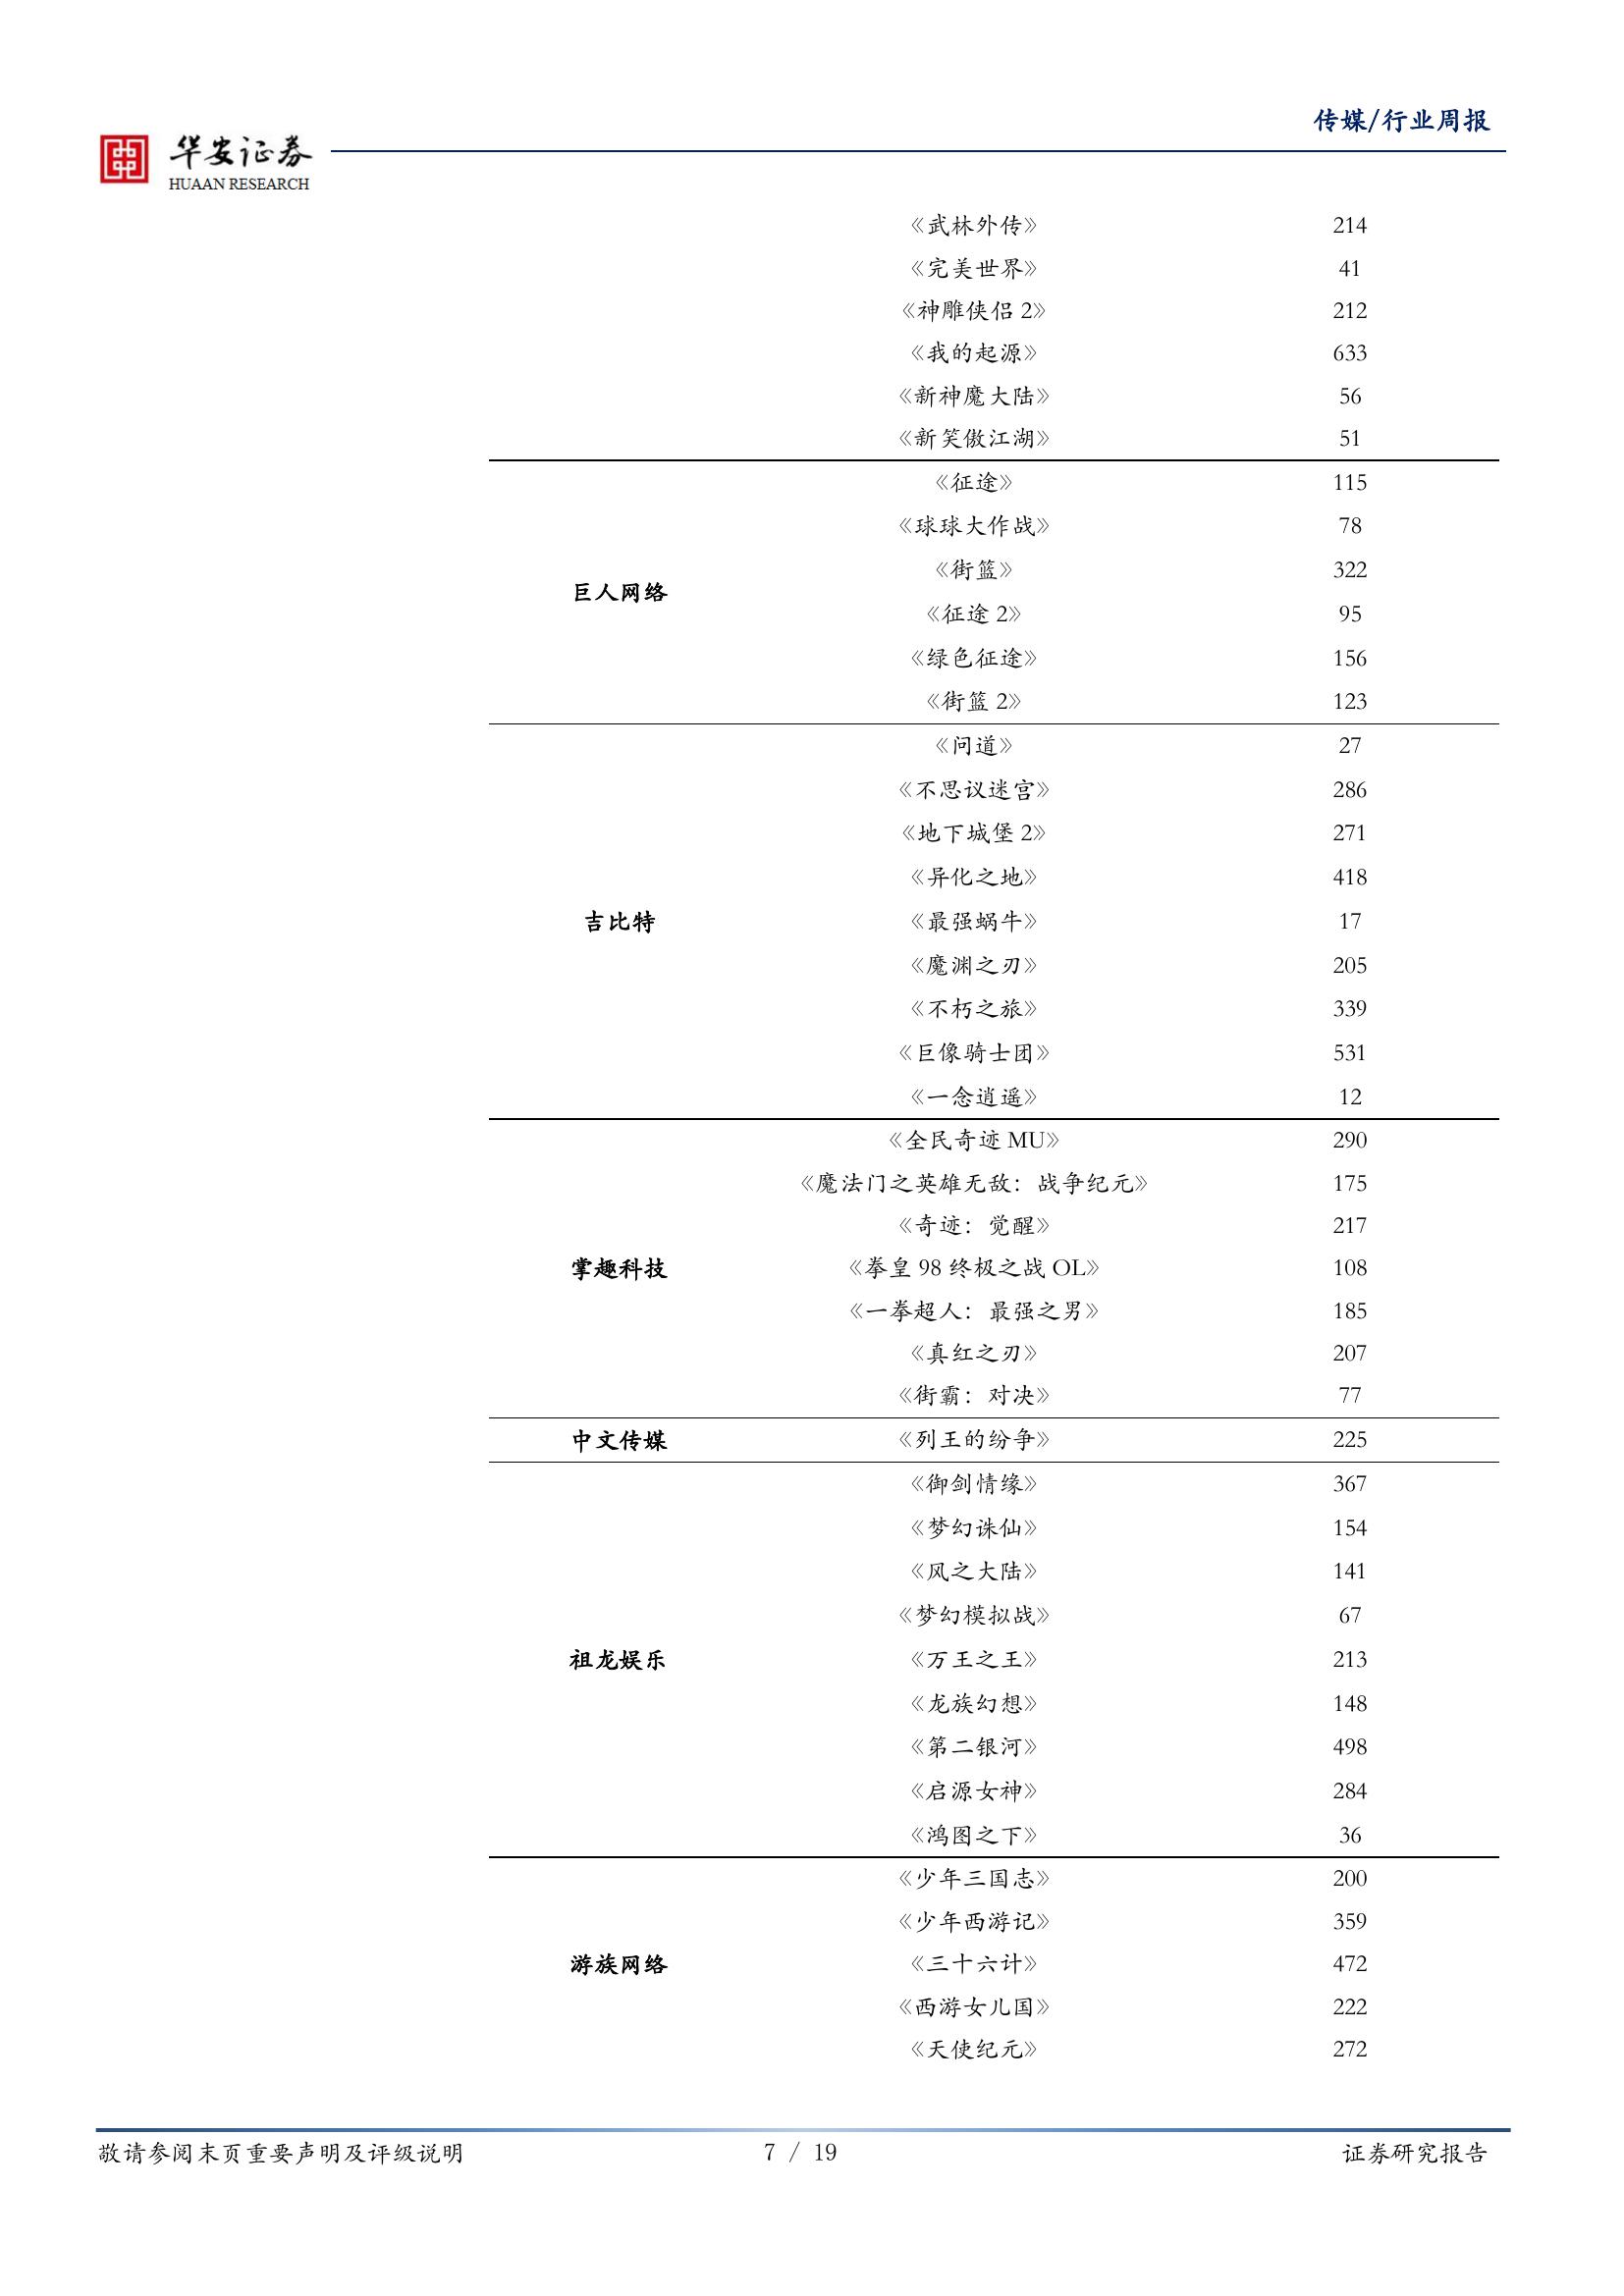 传媒/行业周报
华安证券
HUAAN RESEARCH
《武林外传》 214
《完美世界》 41
《神雕侠侣 2》 212
《我的起源》 633
《新神魔大陆》 56
《新笑傲江湖》 51
《征途》 115
《球球大作战》 78
《街篮》 322
巨人网络
《征途 2》 95
《绿色征途》 156
《街篮 2》 123
《问道》 27
《不思议迷宫》 286
《地下城堡 2》 271
《异化之地》 418
吉比特 《最强蜗牛》 17
《魔渊之刃》 205
《不朽之旅》 339
《巨像骑士团》 531
《一念逍遥》 12
《全民奇迹 MU》 290
《魔法门之英雄无敌：战争纪元》 175
《奇迹：觉醒》 217
掌趣科技 《拳皇 98 终极之战 OL》 108
《一拳超人：最强之男》 185
《真红之刃》 207
《街霸：对决》 77
中文传媒 《列王的纷争》 225
《御剑情缘》 367
《梦幻诛仙》 154
《风之大陆》 141
《梦幻模拟战》 67
祖龙娱乐 《万王之王》 213
《龙族幻想》 148
《第二银河》 498
《启源女神》 284
《鸿图之下》 36
《少年三国志》 200
《少年西游记》 359
游族网络 《三十六计》 472
《西游女儿国》 222
《天使纪元》 272
敬请参阅末页重要声明及评级说明 7 / 19 证券研究报告